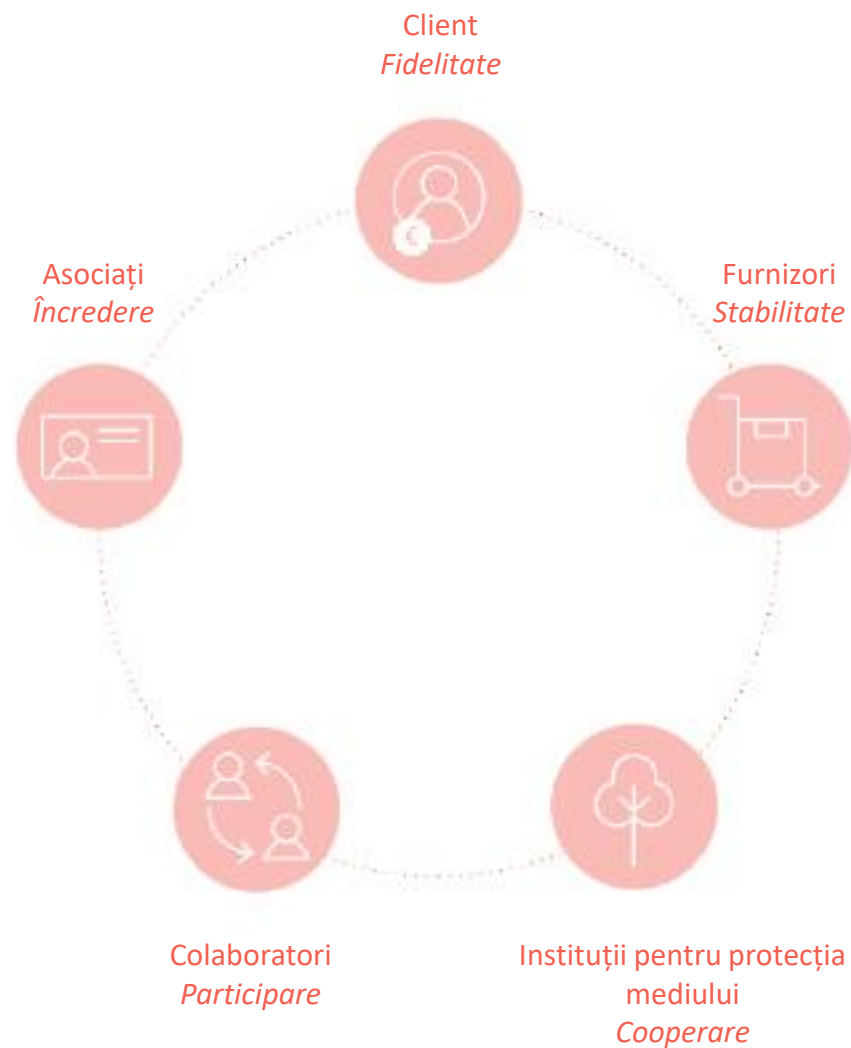 Client
Fidelitate
Asociați
Încredere
Furnizori
Stabilitate
Colaboratori
Participare
Instituții pentru protecția
mediului
Cooperare